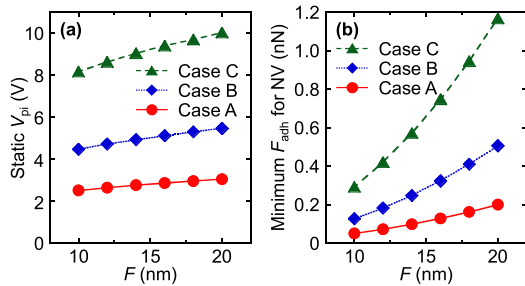 (a)
Static V_pi (V)
10
8
6
4
2
0
Case C
Case B
Case A
10
15
20
F (nm)
(b)
Minimum F_adh for NV (nN)
1.2
1.0
0.8
0.6
0.4
0.2
0
Case C
Case B
Case A
10
15
20
F (nm)